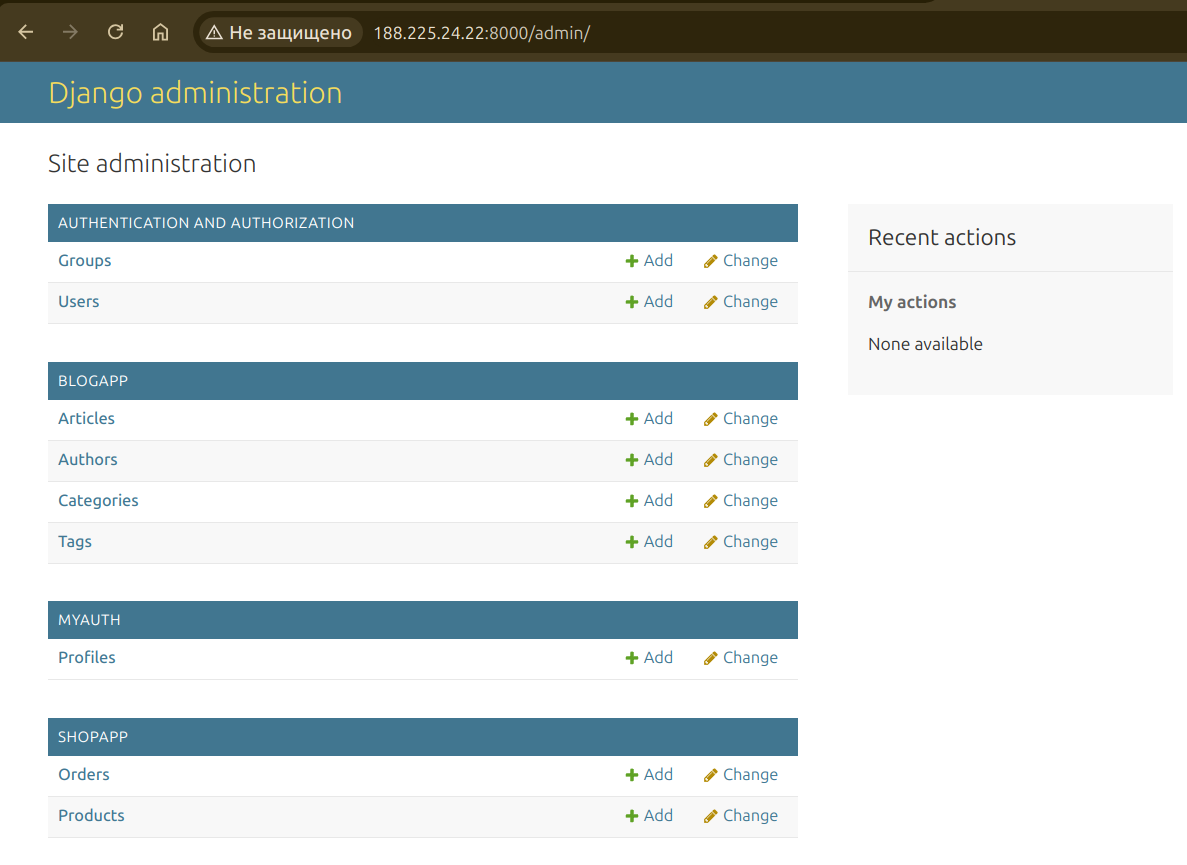 Не защищено 188.225.24.22:8000/admin/
Django administration
Site administration
AUTHENTICATION AND AUTHORIZATION
Groups Add Change
Users Add Change
BLOGAPP
Articles Add Change
Authors Add Change
Categories Add Change
Tags Add Change
MYAUTH
Profiles Add Change
SHOPAPP
Orders Add Change
Products Add Change
Recent actions
My actions
None available